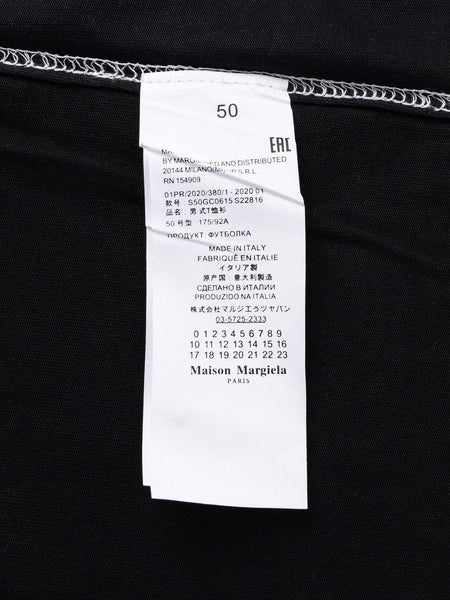 50
EAC
BY MARGI AND DISTRIBUTED
20144 MILANO(MI) S.R.L.
RN 154909
01PR/2020/380/1 - 2020 01
款号 : S50GC0615 S22816
品名 : 男式T恤衫
50 号型 175/92A
ПРОДУКТ: ФУТБОЛКА
MADE IN ITALY
FABRIQUÉ EN ITALIE
イタリア製
原产国 : 意大利製造
СДЕЛАНО В ИТАЛИИ
PRODUZIDO NA ITALIA
株式会社マルジエラジャパン
03-5725-2333
0 1 2 3 4 5 6 7 8 9
10 11 12 13 14 15 16
17 18 19 20 21 22 23
Maison Margiela
PARIS